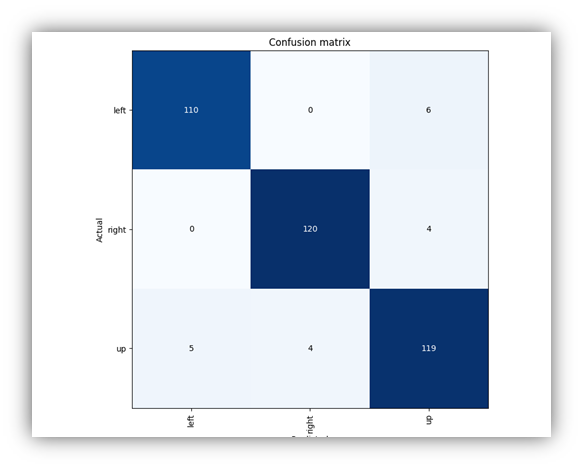 Confusion matrix
left 110 0 6
Actual right 0 120 4
up 5 4 119
left right up